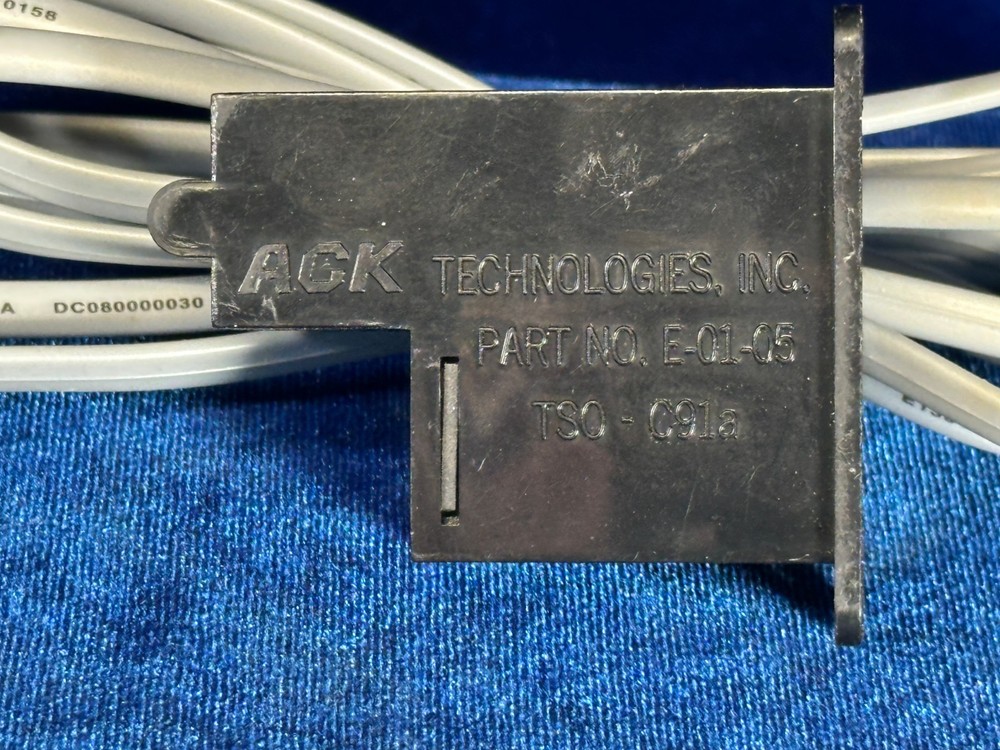 0158
ACK TECHNOLOGIES, INC.
A DC080000030
PART NO. E-01-05
TSO - C91a